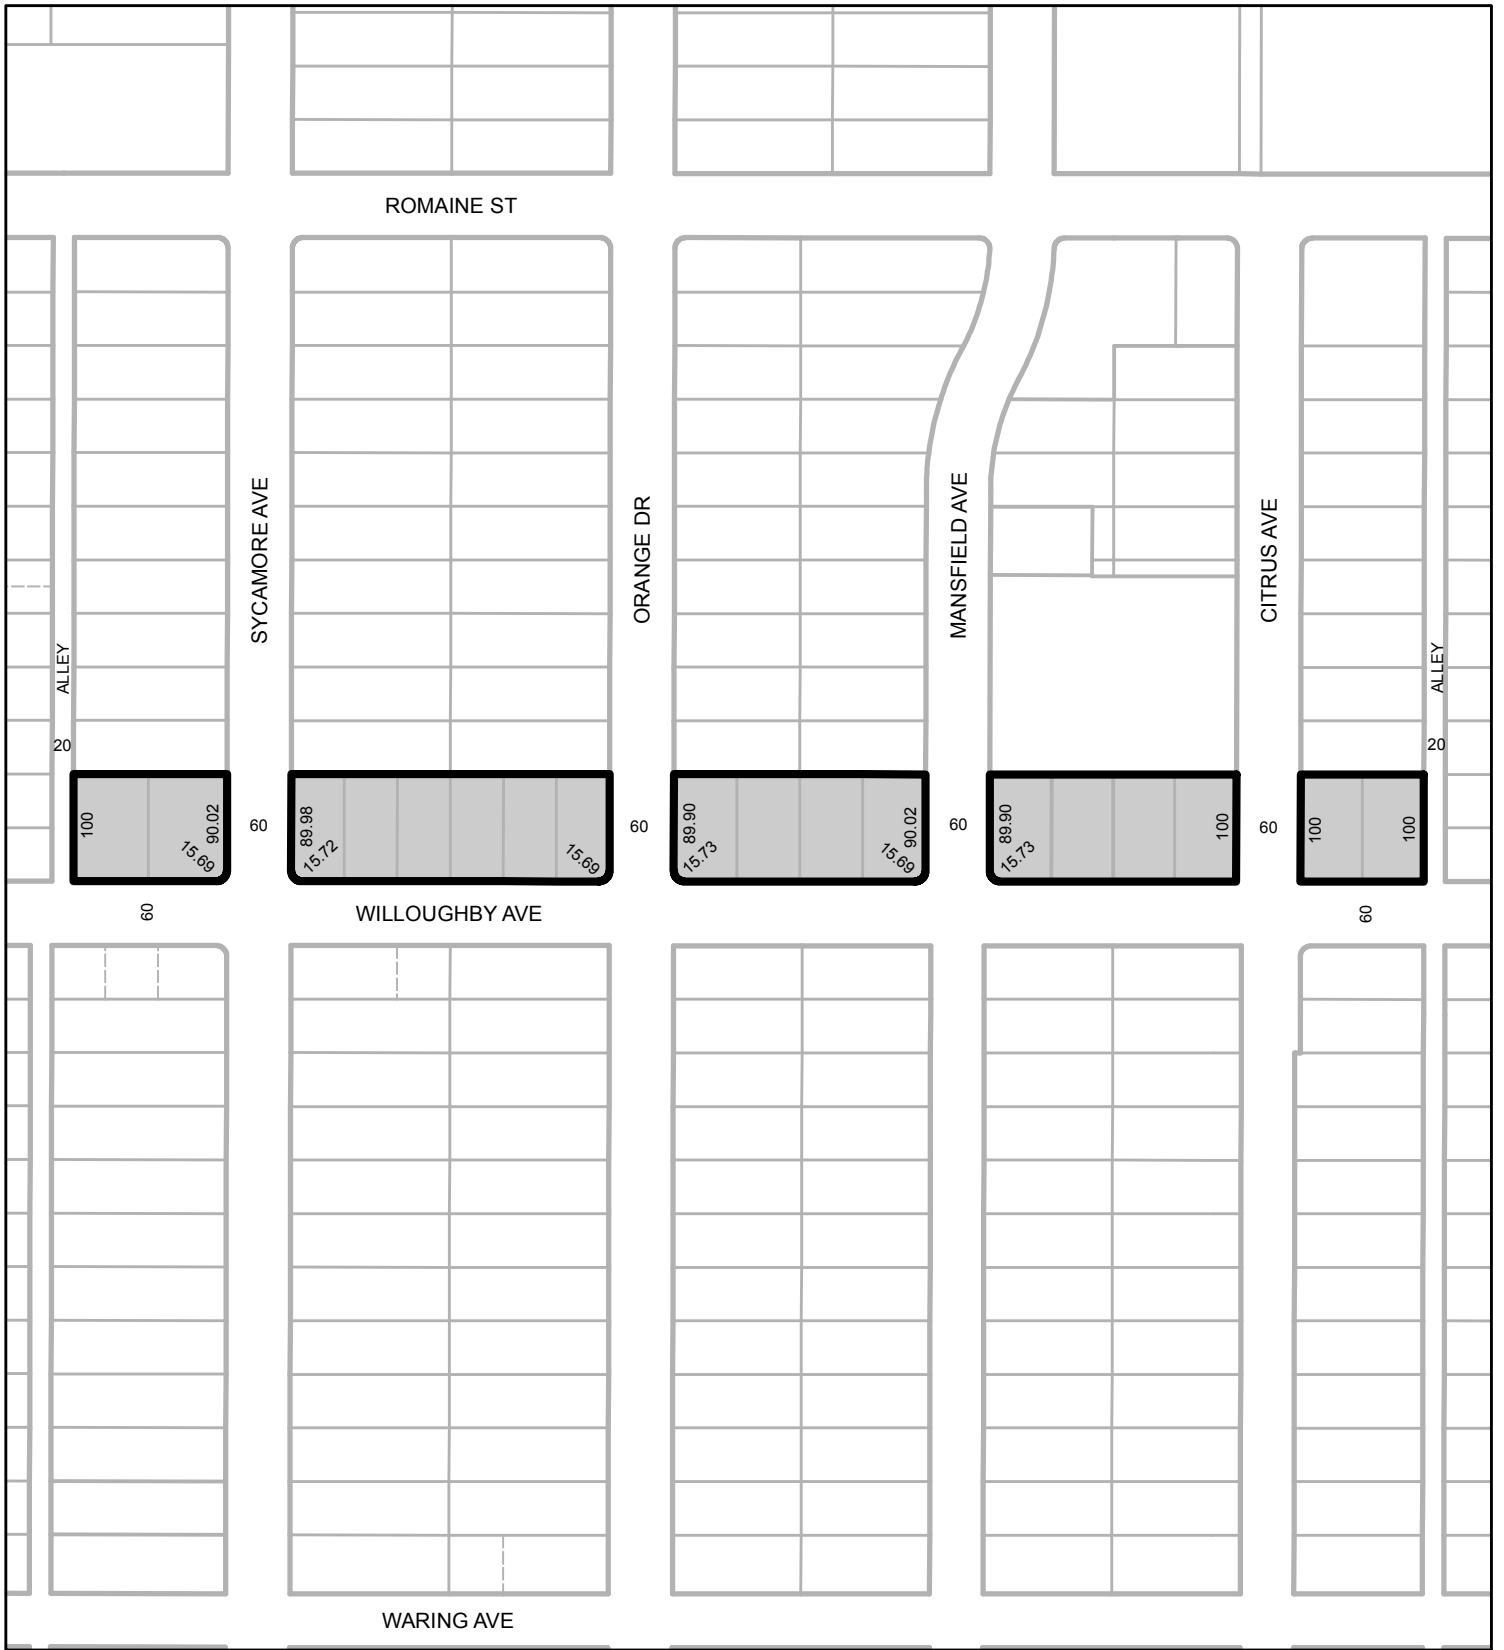 ROMAINE ST
SYCAMORE AVE
ORANGE DR
MANSFIELD AVE
CITRUS AVE
ALLEY
ALLEY
20
20
100
90.02
15.69
60
89.98
15.72
15.69
60
89.90
15.73
90.02
15.69
60
89.90
15.73
100
60
100
100
60
WILLOUGHBY AVE
60
WARING AVE